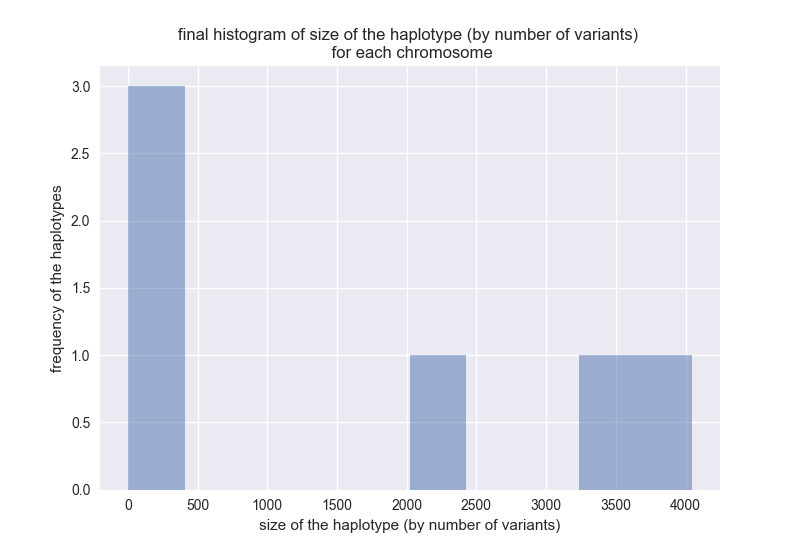 final histogram of size of the haplotype (by number of variants)
for each chromosome
3.0
2.5
2.0
1.5
1.0
0.5
0.0
frequency of the haplotypes
0 500 1000 1500 2000 2500 3000 3500 4000
size of the haplotype (by number of variants)